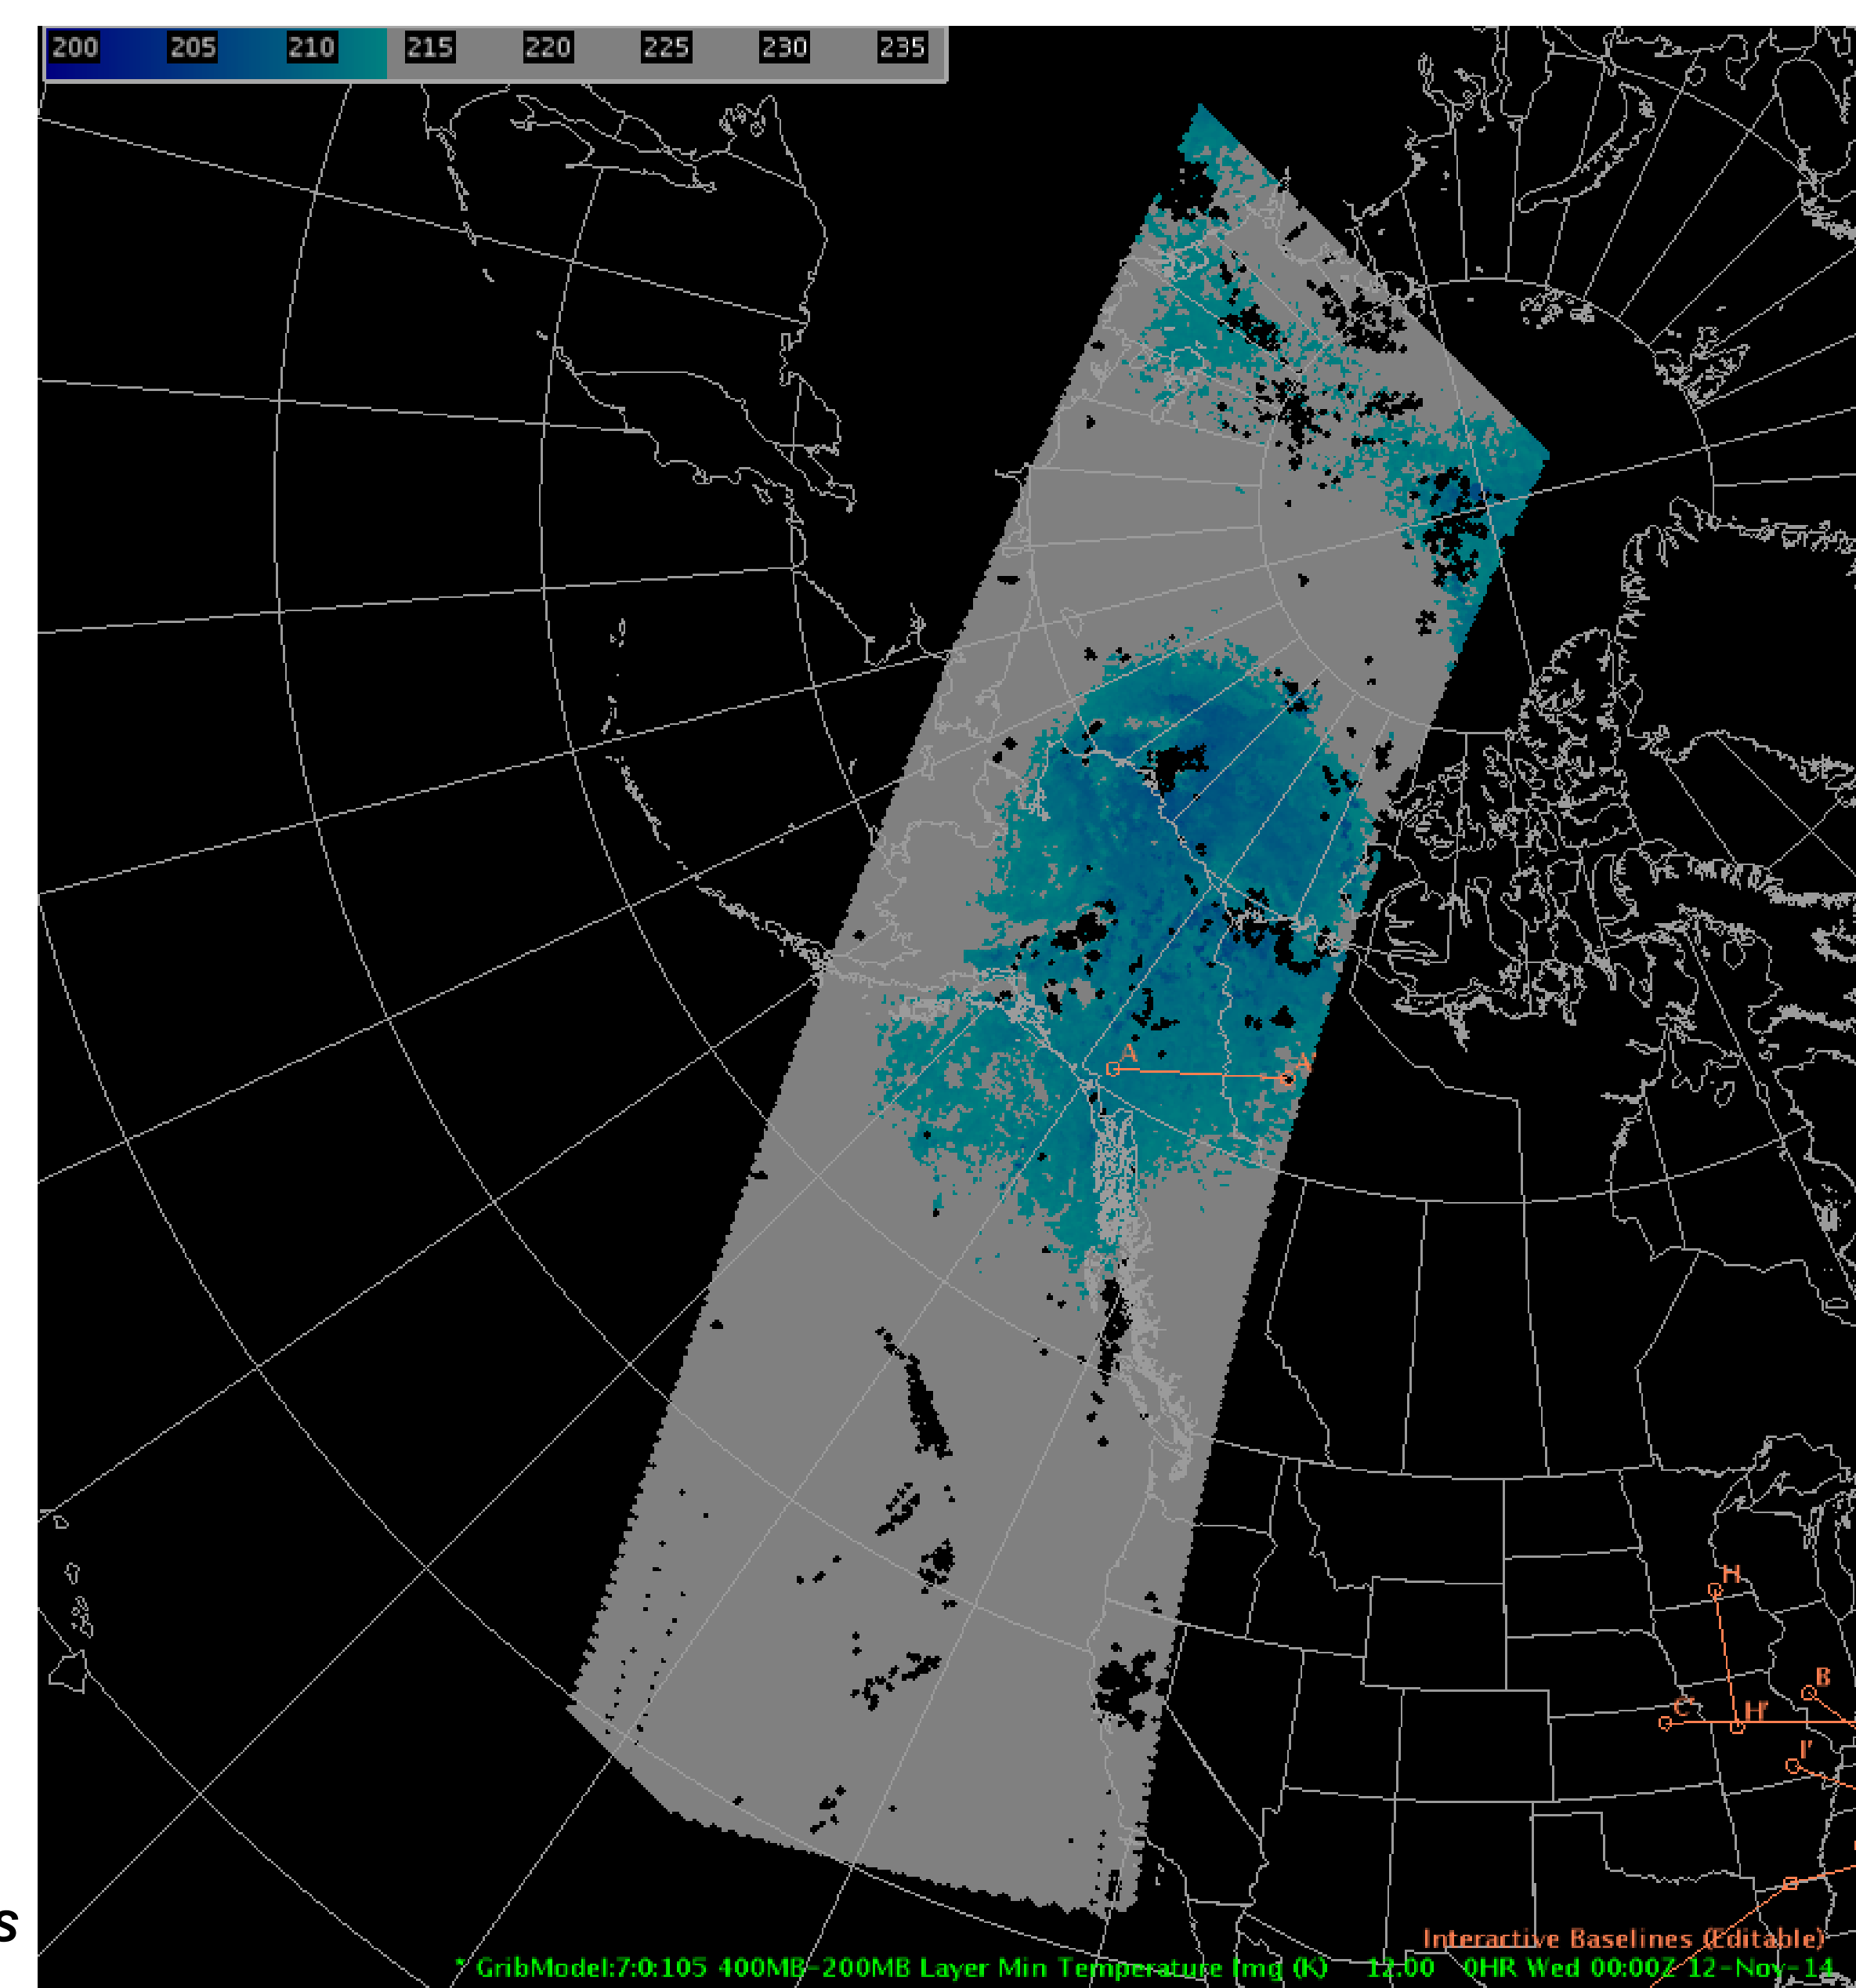 200 205 210 215 220 225 230 235
A A'
H
B
C' H'
I'
s
Interactive Baselines (Editable)
* GribModel:7:0:105 400MB-200MB Layer Min Temperature Img (K) 12.00 0HR Wed 00:00Z 12-Nov-14